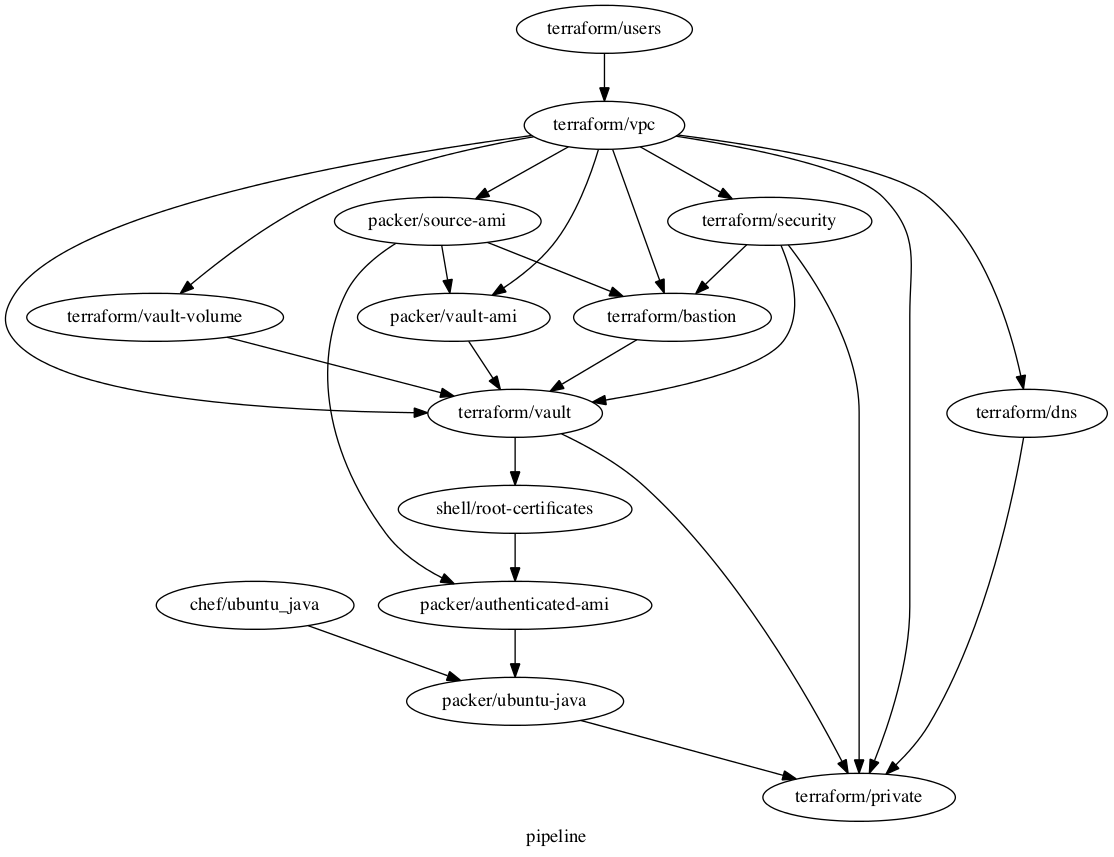 terraform/users
terraform/vpc
packer/source-ami
terraform/security
terraform/vault-volume
packer/vault-ami
terraform/bastion
terraform/vault
terraform/dns
shell/root-certificates
chef/ubuntu_java
packer/authenticated-ami
packer/ubuntu-java
terraform/private
pipeline